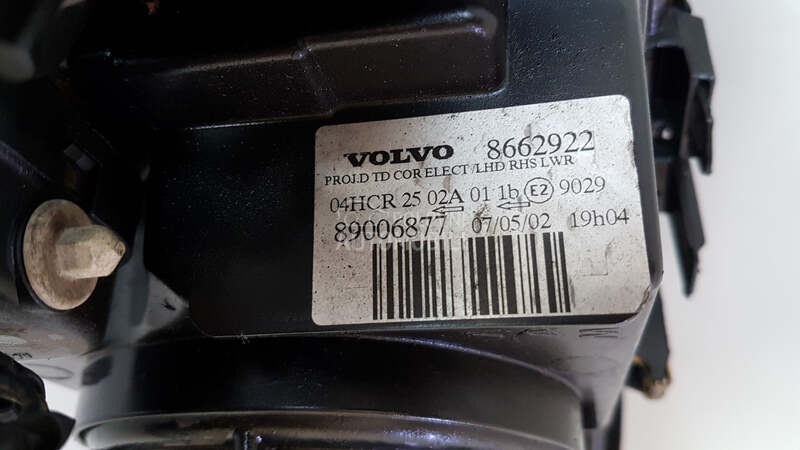 VOLVO 8662922
PROJ.D TD COR ELECT /LHD RHS LWR
04HCR 25 02A 01 1b E2 9029
89006877 07/05/02 19h04